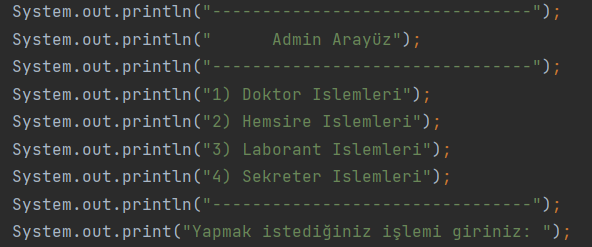 System.out.println("--------------------------------");
System.out.println("      Admin Arayüz");
System.out.println("--------------------------------");
System.out.println("1) Doktor Islemleri");
System.out.println("2) Hemsire Islemleri");
System.out.println("3) Laborant Islemleri");
System.out.println("4) Sekreter Islemleri");
System.out.println("--------------------------------");
System.out.print("Yapmak istediğiniz işlemi giriniz: ");